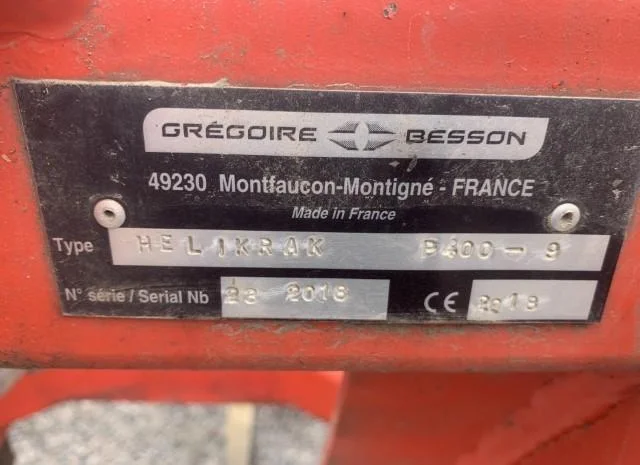 GRÉGOIRE BESSON
49230 Montfaucon-Montigné - FRANCE
Made in France
Type HELIKRAK P400-9
N° série / Serial Nb 23 2018
CE 2018